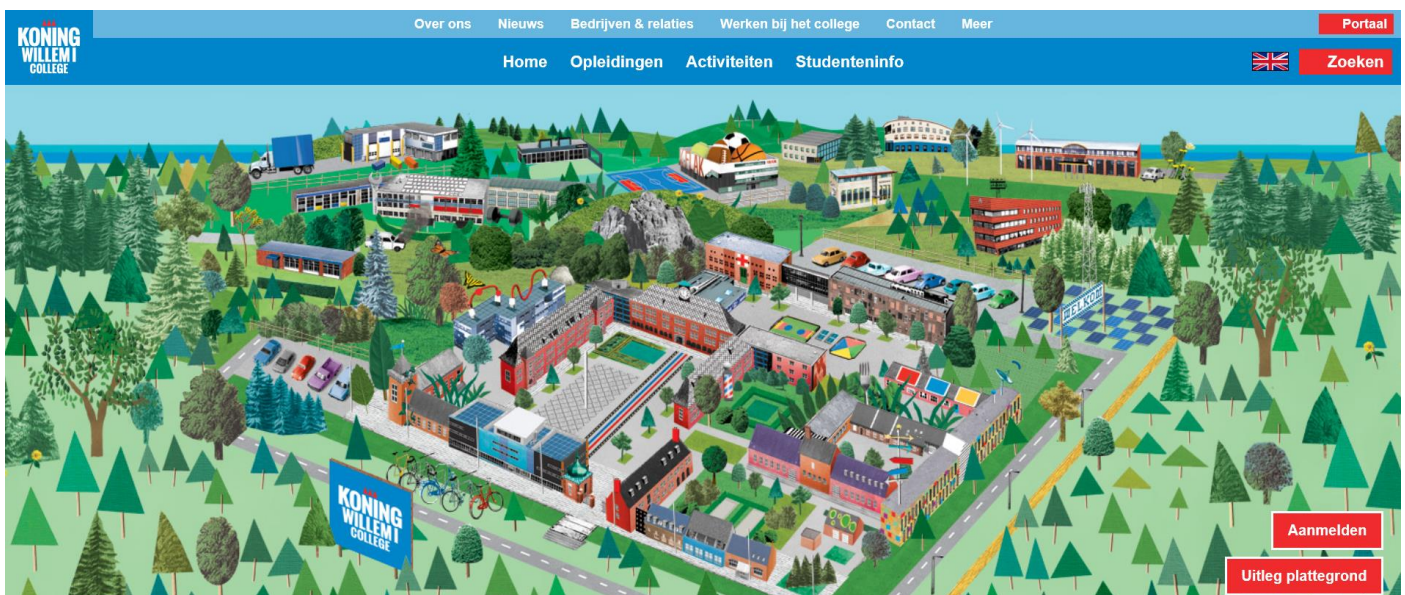 KONING
WILLEM I
COLLEGE
Over ons Nieuws Bedrijven & relaties Werken bij het college Contact Meer
Portaal
Home Opleidingen Activiteiten Studenteninfo
Zoeken
WELKOM
KONING
WILLEM I
COLLEGE
Aanmelden
Uitleg plattegrond